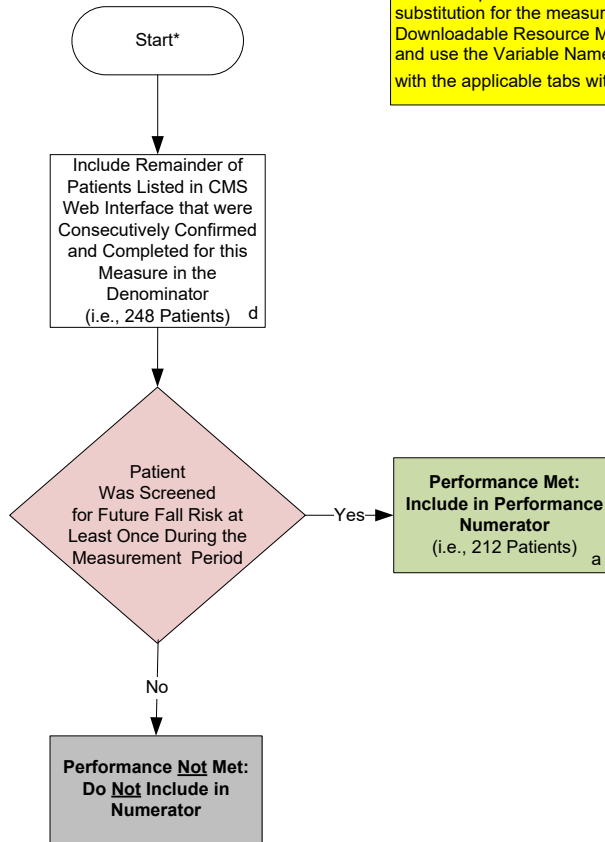 Start*
substitution for the measur
Downloadable Resource M
and use the Variable Name
with the applicable tabs wit
Include Remainder of
Patients Listed in CMS
Web Interface that were
Consecutively Confirmed
and Completed for this
Measure in the
Denominator
(i.e., 248 Patients) d
Patient
Was Screened
for Future Fall Risk at
Least Once During the
Measurement Period
Yes
Performance Met:
Include in Performance
Numerator
(i.e., 212 Patients)
a
No
Performance Not Met:
Do Not Include in
Numerator